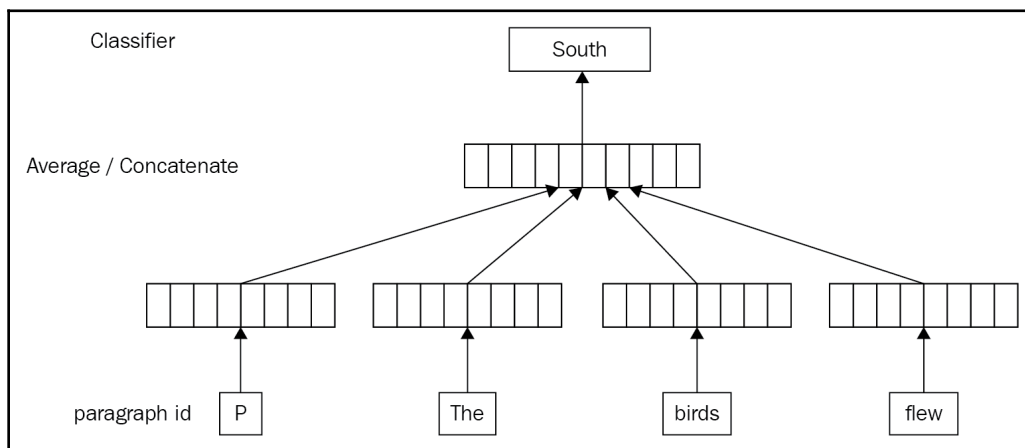 Classifier
South
Average / Concatenate
paragraph id
P
The
birds
flew